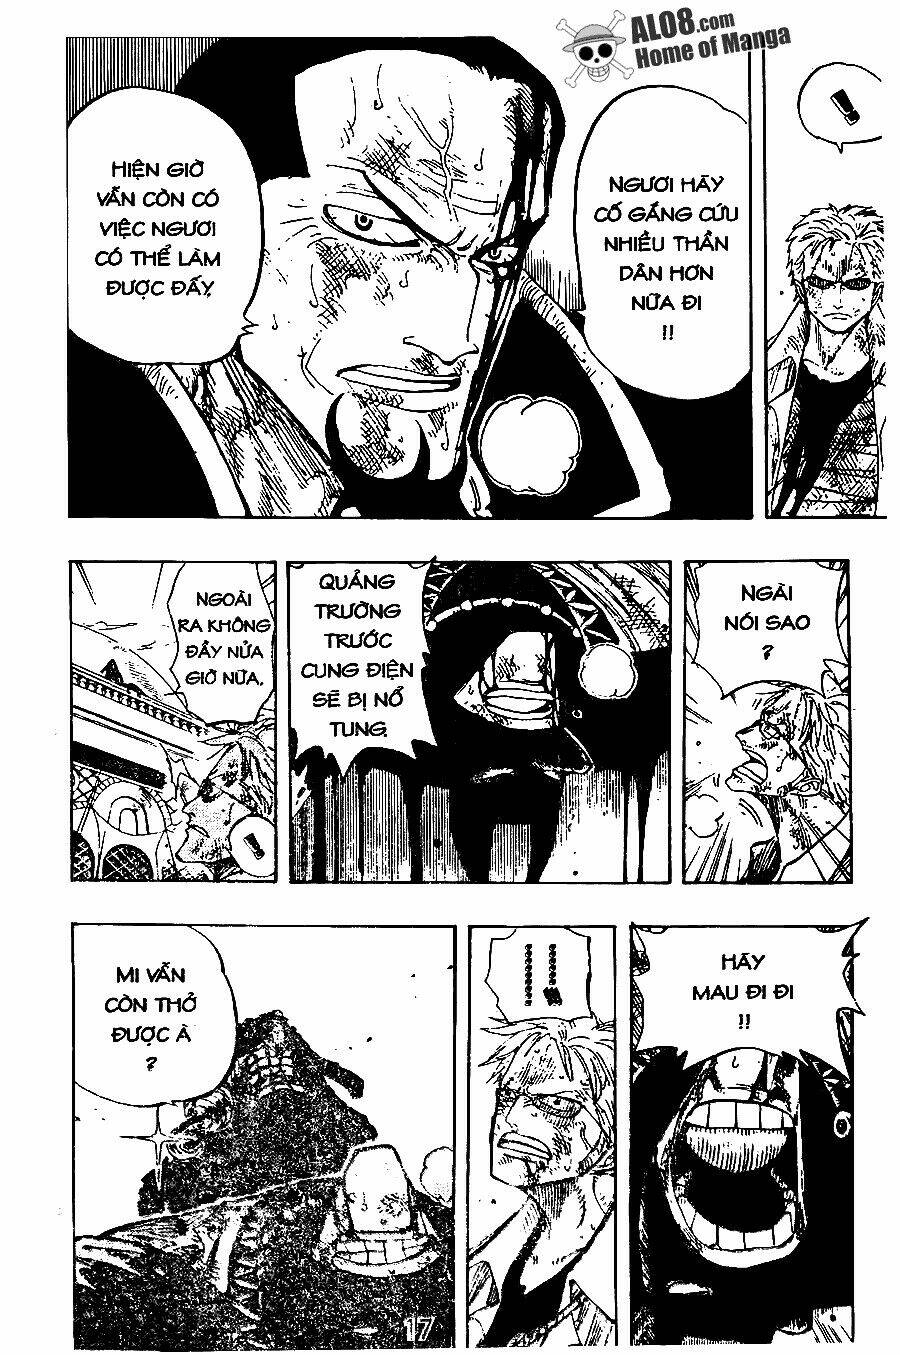 ALO8.com
Home of Manga
!!
NGƯƠI HÃY
CỐ GẮNG CỨU
NHIỀU THẦN
DÂN HƠN
NỮA ĐI
!!
HIỆN GIỜ
VẪN CÒN CÓ
VIỆC NGƯƠI
CÓ THỂ LÀM
ĐƯỢC ĐẤY.
NGÀI
NÓI SAO
?
QUẢNG
TRƯỜNG
TRƯỚC
CUNG ĐIỆN
SẼ BỊ NỔ
TUNG.
NGOÀI
RA KHÔNG
ĐẦY NỬA
GIỜ NỮA.
!!
HÃY
MAU ĐI ĐI
!!
MI VẪN
CÒN THỞ
ĐƯỢC À
?
17